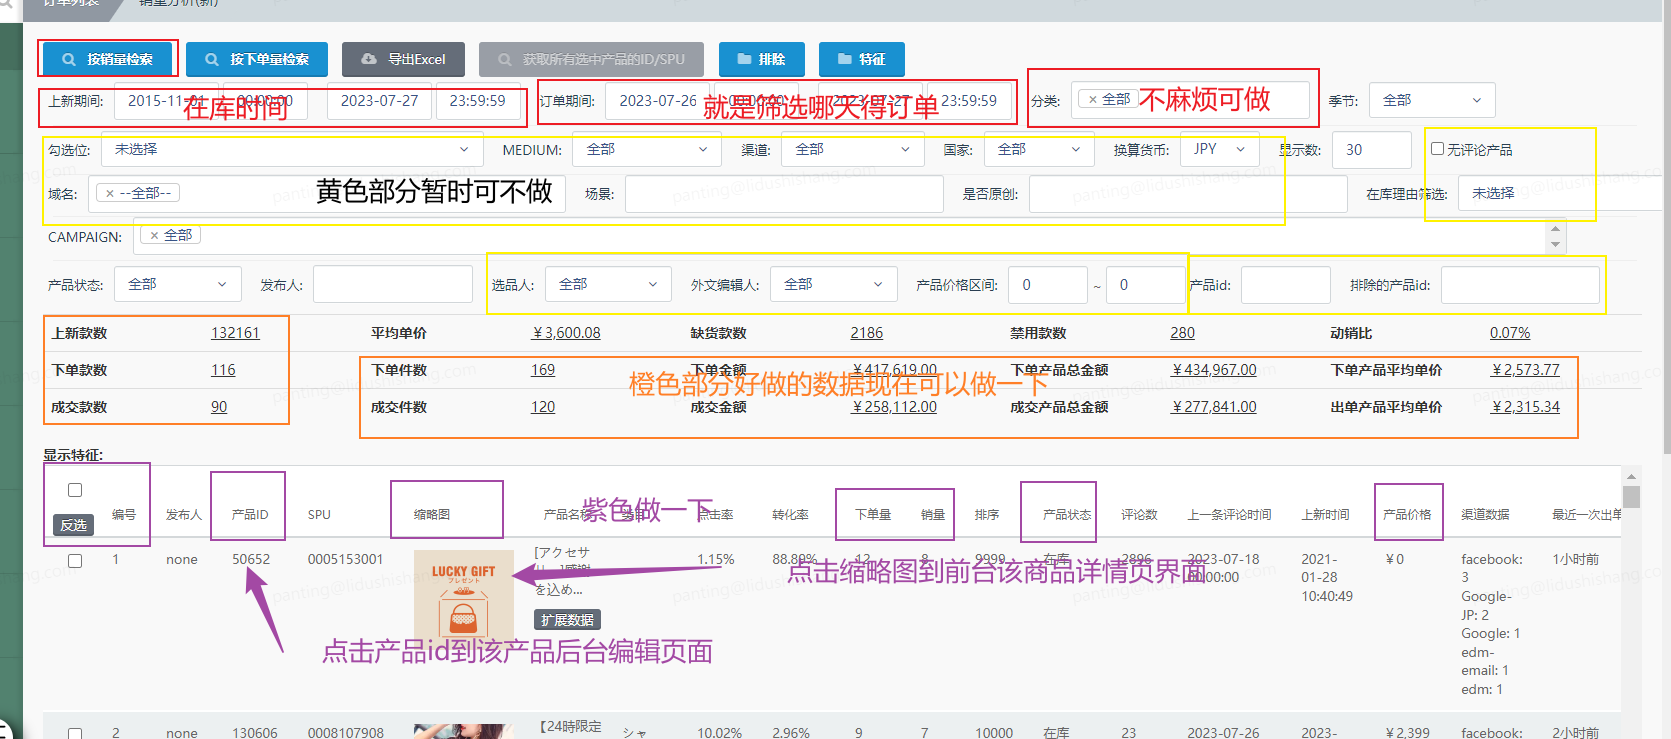 订单列表 销量分析(新)
按销量检索 按下单量检索 导出Excel 获取所有选中产品的ID/SPU 排除 特征
上新期间: 2015-11-01 00:00:00 2023-07-27 23:59:59 订单期间: 2023-07-26 00:00:00 2023-07-27 23:59:59 分类: × 全部 季节: 全部
在库时间 就是筛选哪天得订单 不麻烦可做
勾选位: 未选择 MEDIUM: 全部 渠道: 全部 国家: 全部 换算货币: JPY 显示数: 30 无评论产品
域名: × --全部-- 场景: 是否原创: 在库理由筛选: 未选择
黄色部分暂时可不做
CAMPAIGN: × 全部
产品状态: 全部 发布人: 选品人: 全部 外文编辑人: 全部 产品价格区间: 0 ~ 0 产品id: 排除的产品id:
上新款数 132161 平均单价 ¥3,600.08 缺货款数 2186 禁用款数 280 动销比 0.07%
下单款数 116 下单件数 169 下单金额 ¥417,619.00 下单产品总金额 ¥434,967.00 下单产品平均单价 ¥2,573.77
橙色部分好做的数据现在可以做一下
成交款数 90 成交件数 120 成交金额 ¥258,112.00 成交产品总金额 ¥277,841.00 出单产品平均单价 ¥2,315.34
显示特征:
反选 编号 发布人 产品ID SPU 缩略图 产品名称 点击率 转化率 下单量 销量 排序 产品状态 评论数 上一条评论时间 上新时间 产品价格 渠道数据 最近一次出单
紫色做一下
1 none 50652 0005153001 [アクセサ 1.15% 88.89% 12 8 9999 在库 2896 2023-07-18 00:00:00 2021-01-28 10:40:49 ¥0 facebook: 3 1小时前
LUCKY GIFT
プレゼント
を込め...
扩展数据
Google-JP: 2
Google: 1
edm-email: 1
edm: 1
点击缩略图到前台该商品详情页界面
点击产品id到该产品后台编辑页面
2 none 130606 0008107908 【24時限定 シャ 10.02% 2.96% 9 7 10000 在库 23 2023-07-26 2023- ¥2,399 facebook: 2小时前
panting@lidushishang.com